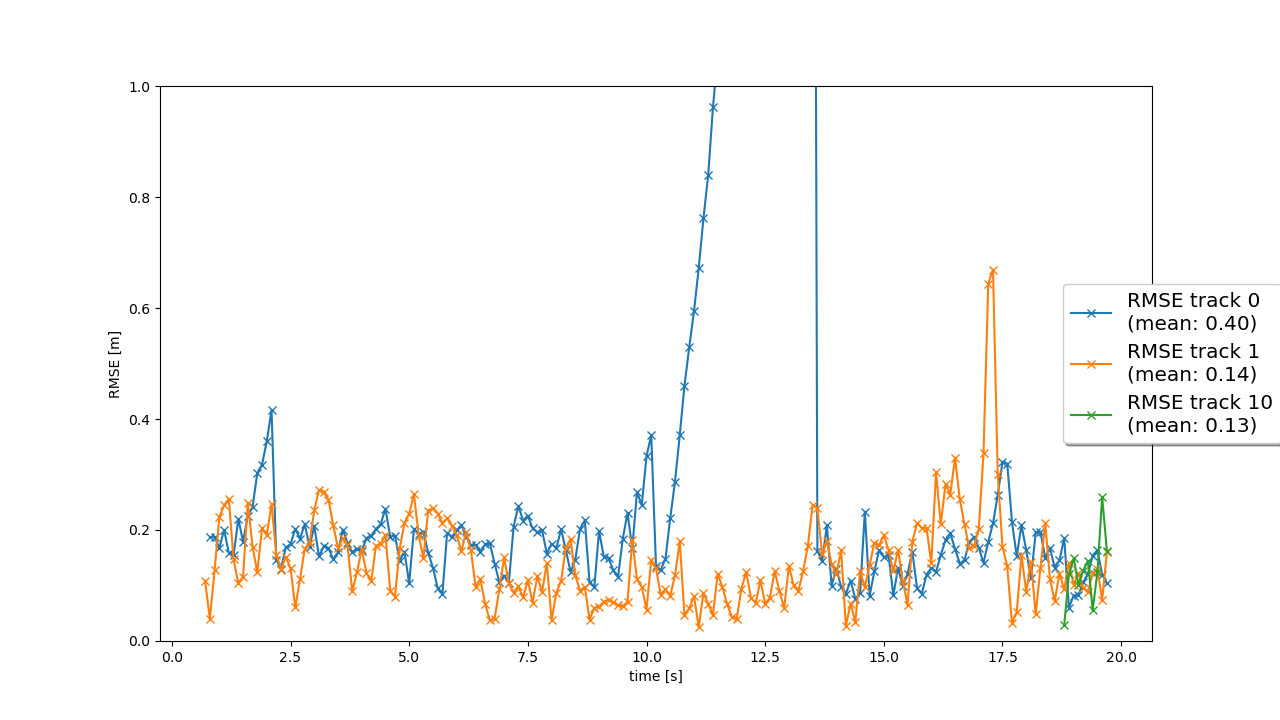 1.0
0.8
0.6
0.4
0.2
0.0
RMSE [m]
0.0 2.5 5.0 7.5 10.0 12.5 15.0 17.5 20.0
time [s]
RMSE track 0
(mean: 0.40)
RMSE track 1
(mean: 0.14)
RMSE track 10
(mean: 0.13)